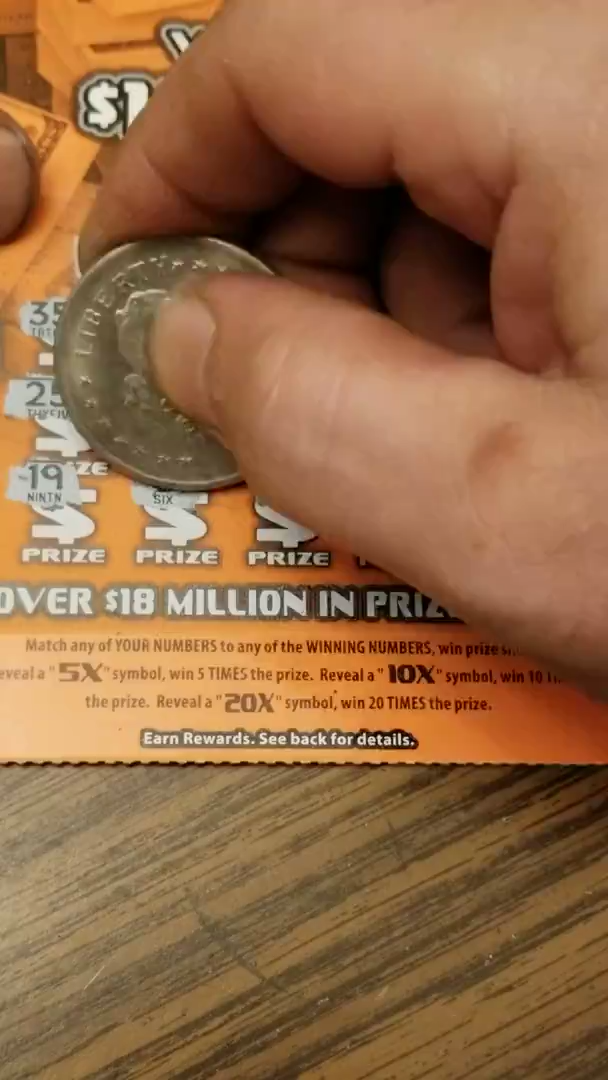 $1
LIBERTY
35
25
19
NINTN
SIX
PRIZE PRIZE PRIZE
OVER $18 MILLION IN PRIZ
Match any of YOUR NUMBERS to any of the WINNING NUMBERS, win prize
eveal a "5X" symbol, win 5 TIMES the prize. Reveal a "10X" symbol, win 10
the prize. Reveal a "20X" symbol, win 20 TIMES the prize.
Earn Rewards. See back for details.